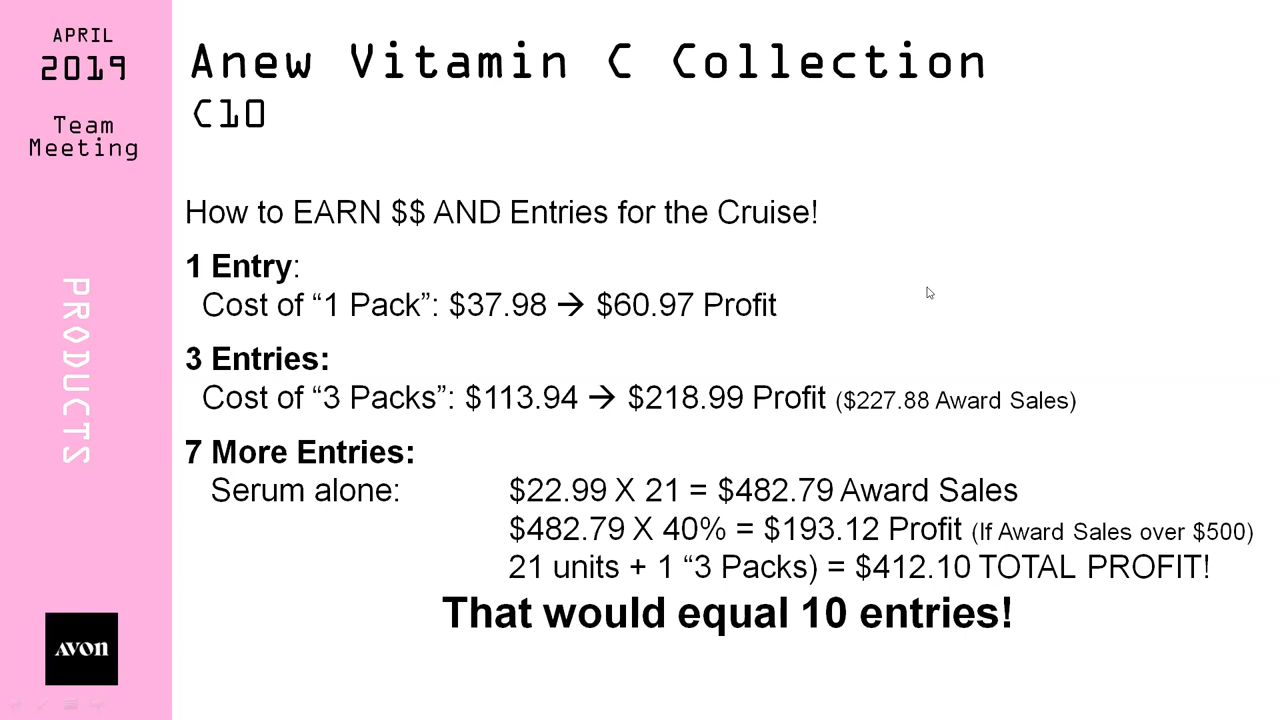 APRIL
2019
Team
Meeting
PRODUCTS
AVON
Anew Vitamin C Collection
C10
How to EARN $$ AND Entries for the Cruise!
1 Entry:
Cost of “1 Pack”: $37.98 → $60.97 Profit
3 Entries:
Cost of “3 Packs”: $113.94 → $218.99 Profit ($227.88 Award Sales)
7 More Entries:
Serum alone: $22.99 X 21 = $482.79 Award Sales
$482.79 X 40% = $193.12 Profit (If Award Sales over $500)
21 units + 1 “3 Packs) = $412.10 TOTAL PROFIT!
That would equal 10 entries!